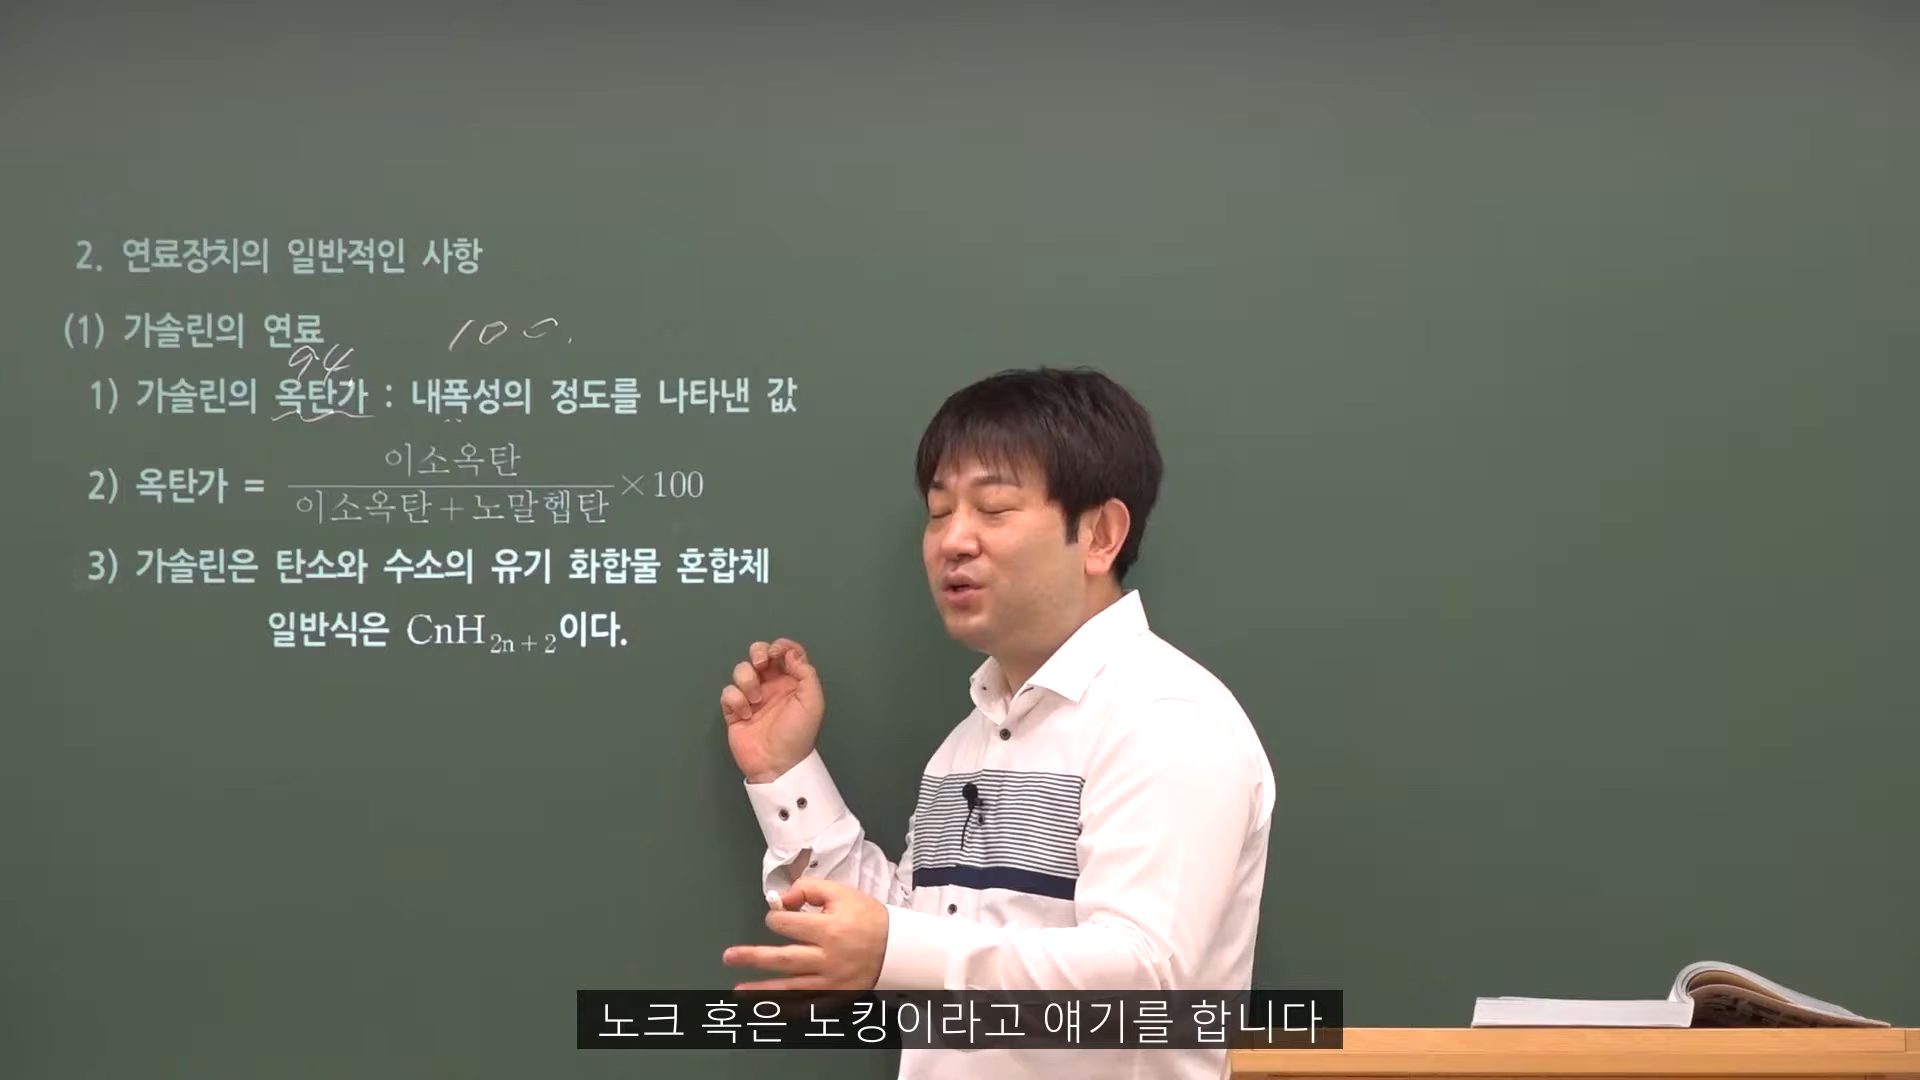 2. 연료장치의 일반적인 사항
(1) 가솔린의 연료
100.
94
1) 가솔린의 옥탄가 : 내폭성의 정도를 나타낸 값
2) 옥탄가 = 이소옥탄 / 이소옥탄+노말헵탄 ×100
3) 가솔린은 탄소와 수소의 유기 화합물 혼합체
일반식은 CnH2n+2이다.
노크 혹은 노킹이라고 얘기를 합니다